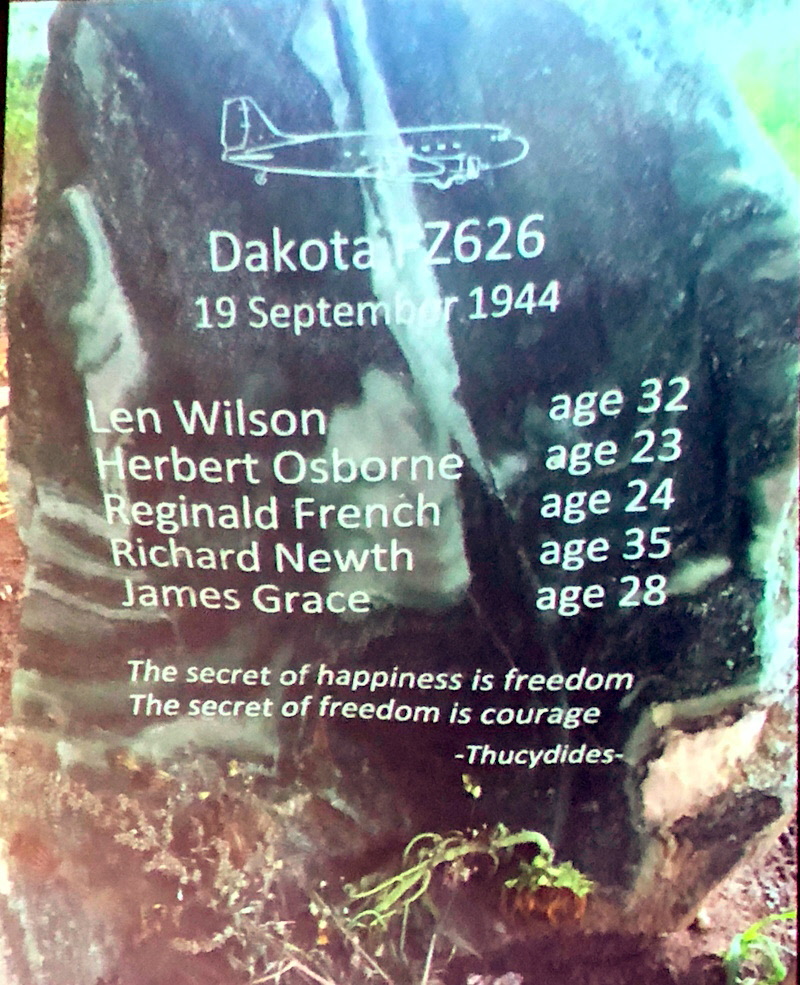 Dakota FZ626
19 September 1944
Len Wilson age 32
Herbert Osborne age 23
Reginald French age 24
Richard Newth age 35
James Grace age 28
The secret of happiness is freedom
The secret of freedom is courage
-Thucydides-